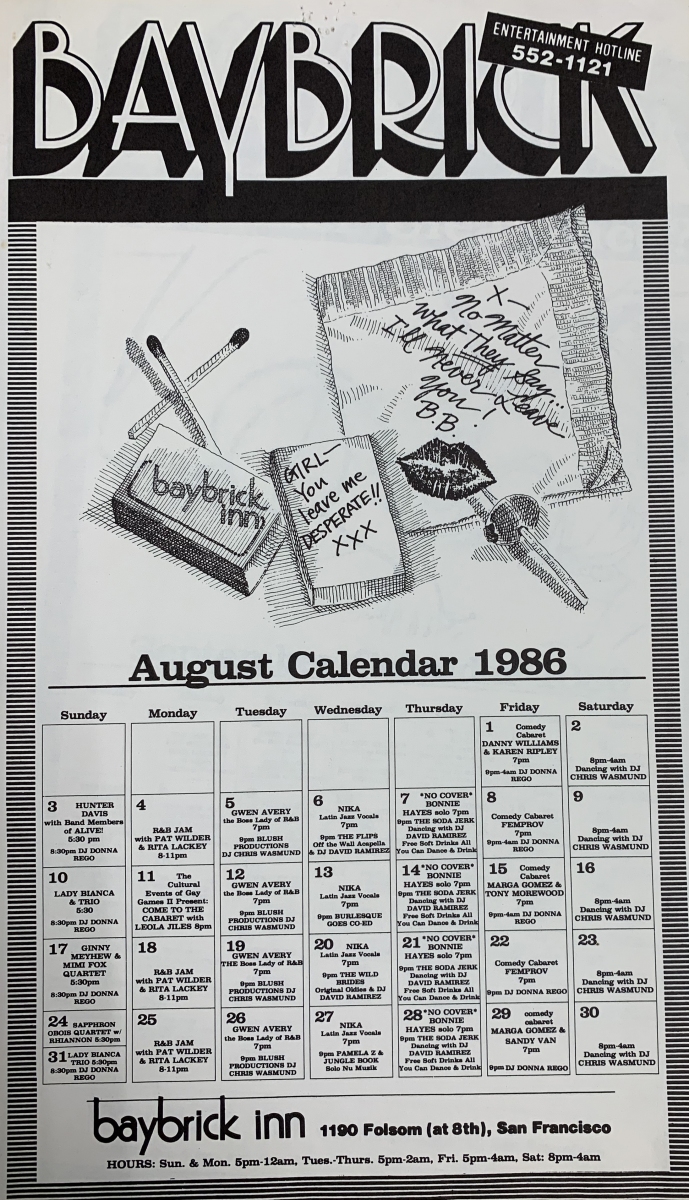 BAYBRICK
ENTERTAINMENT HOTLINE
552-1121
X—
No Matter
What They Say...
I'll Never Leave
You!
B.B.
baybrick
inn
GIRL—
You
leave me
DESPERATE!!
XXX
August Calendar 1986
Sunday Monday Tuesday Wednesday Thursday Friday Saturday
1 Comedy
Cabaret
DANNY WILLIAMS
& KAREN RIPLEY
7pm
9pm-4am DJ DONNA
REGO
2
8pm-4am
Dancing with DJ
CHRIS WASMUND
3 HUNTER
DAVIS
with Band Members
of ALIVE!
5:30 pm
8:30pm DJ DONNA
REGO
4
R&B JAM
with PAT WILDER
& RITA LACKEY
8-11pm
5
GWEN AVERY
the Boss Lady of R&B
7pm
9pm BLUSH
PRODUCTIONS
DJ CHRIS WASMUND
6
NIKA
Latin Jazz Vocals
7pm
9pm THE FLIPS
Off the Wall Acapella
& DJ DAVID RAMIREZ
7 *NO COVER*
BONNIE
HAYES solo 7pm
9pm THE SODA JERK
Dancing with DJ
DAVID RAMIREZ
Free Soft Drinks All
You Can Dance & Drink
8
Comedy Cabaret
FEMPROV
7pm
9pm-4am DJ DONNA
REGO
9
8pm-4am
Dancing with DJ
CHRIS WASMUND
10
LADY BIANCA
& TRIO
5:30
8:30pm DJ DONNA
REGO
11 The
Cultural
Events of Gay
Games II Present:
COME TO THE
CABARET with
LEOLA JILES 8pm
12
GWEN AVERY
the Boss Lady of R&B
7pm
9pm BLUSH
PRODUCTIONS DJ
CHRIS WASMUND
13
NIKA
Latin Jazz Vocals
7pm
9pm BURLESQUE
GOES CO-ED
14 *NO COVER*
BONNIE
HAYES solo 7pm
9pm THE SODA JERK
Dancing with DJ
DAVID RAMIREZ
Free Soft Drinks All
You Can Dance & Drink
15 Comedy
Cabaret
MARGA GOMEZ &
TONY MOREWOOD
7pm
9pm-4am DJ DONNA
REGO
16
8pm-4am
Dancing with DJ
CHRIS WASMUND
17 GINNY
MEYHEW &
MIMI FOX
QUARTET
5:30pm
8:30pm DJ DONNA
REGO
18
R&B JAM
with PAT WILDER
& RITA LACKEY
8-11pm
19
GWEN AVERY
THE Boss Lady of R&B
7pm
9pm BLUSH
PRODUCTIONS DJ
CHRIS WASMUND
20 NIKA
Latin Jazz Vocals
7pm
9pm THE WILD
BRIDES
Original Oldies & DJ
DAVID RAMIREZ
21 *NO COVER*
BONNIE
HAYES solo 7pm
9pm THE SODA JERK
Dancing with DJ
DAVID RAMIREZ
Free Soft Drinks All
You Can Dance & Drink
22
Comedy Cabaret
FEMPROV
7pm
9pm DJ DONNA REGO
23
8pm-4am
Dancing with DJ
CHRIS WASMUND
24 SAPPHRON
OBOIS QUARTET w/
RHIANNON 5:30pm
31 LADY BIANCA
TRIO 5:30pm
8:30pm DJ DONNA
REGO
25
R&B JAM
with PAT WILDER
& RITA LACKEY
8-11pm
26
GWEN AVERY
the Boss Lady of R&B
7pm
9pm BLUSH
PRODUCTIONS DJ
CHRIS WASMUND
27
NIKA
Latin Jazz Vocals
7pm
9pm PAMELA Z &
JUNGLE BOOK
Solo Nu Muzik
28 *NO COVER*
BONNIE
HAYES solo 7pm
9pm THE SODA JERK
Dancing with DJ
DAVID RAMIREZ
Free Soft Drinks All
You Can Dance & Drink
29 comedy
cabaret
MARGA GOMEZ &
SANDY VAN
7pm
9pm DJ DONNA REGO
30
8pm-4am
Dancing with DJ
CHRIS WASMUND
baybrick inn 1190 Folsom (at 8th), San Francisco
HOURS: Sun. & Mon. 5pm-12am, Tues.-Thurs. 5pm-2am, Fri. 5pm-4am, Sat: 8pm-4am